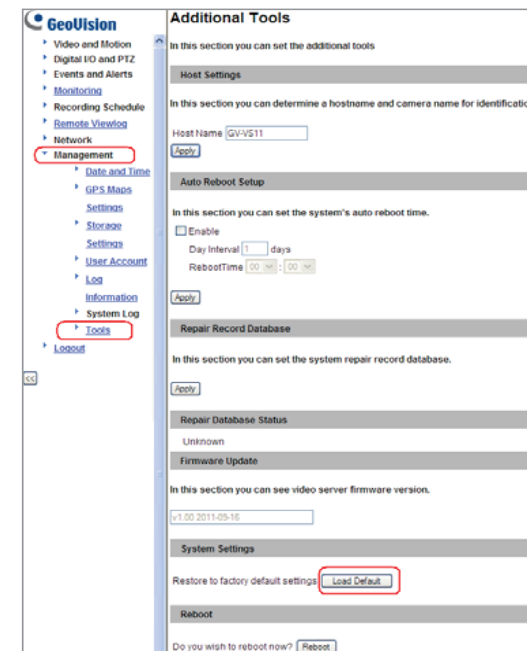 GeoVision
Video and Motion
Digital I/O and PTZ
Events and Alerts
Monitoring
Recording Schedule
Remote Viewlog
Network
Management
Date and Time
GPS Maps
Settings
Storage
Settings
User Account
Log
Information
System Log
Tools
Logout
<<
Additional Tools
In this section you can set the additional tools
Host Settings
In this section you can determine a hostname and camera name for identificatio
Host Name GV-VS11
Apply
Auto Reboot Setup
In this section you can set the system's auto reboot time.
Enable
Day Interval 1 days
RebootTime 00 : 00
Apply
Repair Record Database
In this section you can set the system repair record database.
Apply
Repair Database Status
Unknown
Firmware Update
In this section you can see video server firmware version.
v1.00 2011-05-16
System Settings
Restore to factory default settings Load Default
Reboot
Do you wish to reboot now? Reboot